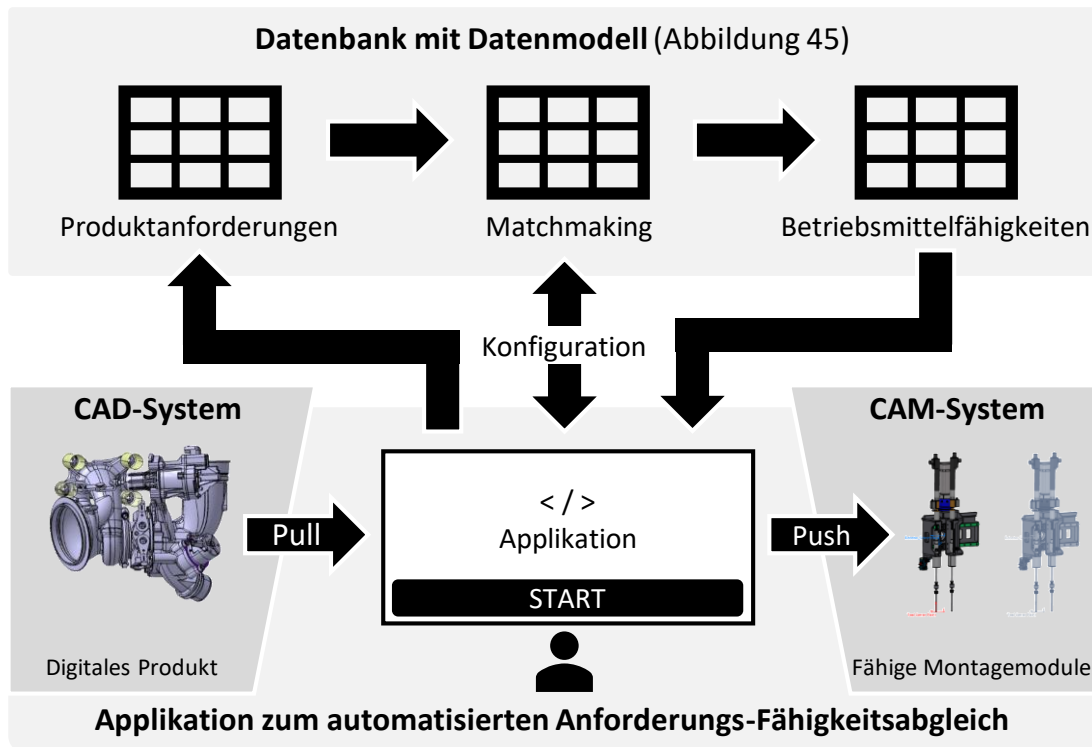 Datenbank mit Datenmodell (Abbildung 45)
Produktanforderungen
Matchmaking
Betriebsmittelfähigkeiten
Konfiguration
CAD-System
CAM-System
< / >
Applikation
Pull
Push
START
Digitales Produkt
Fähige Montagemodule
Applikation zum automatisierten Anforderungs-Fähigkeitsabgleich